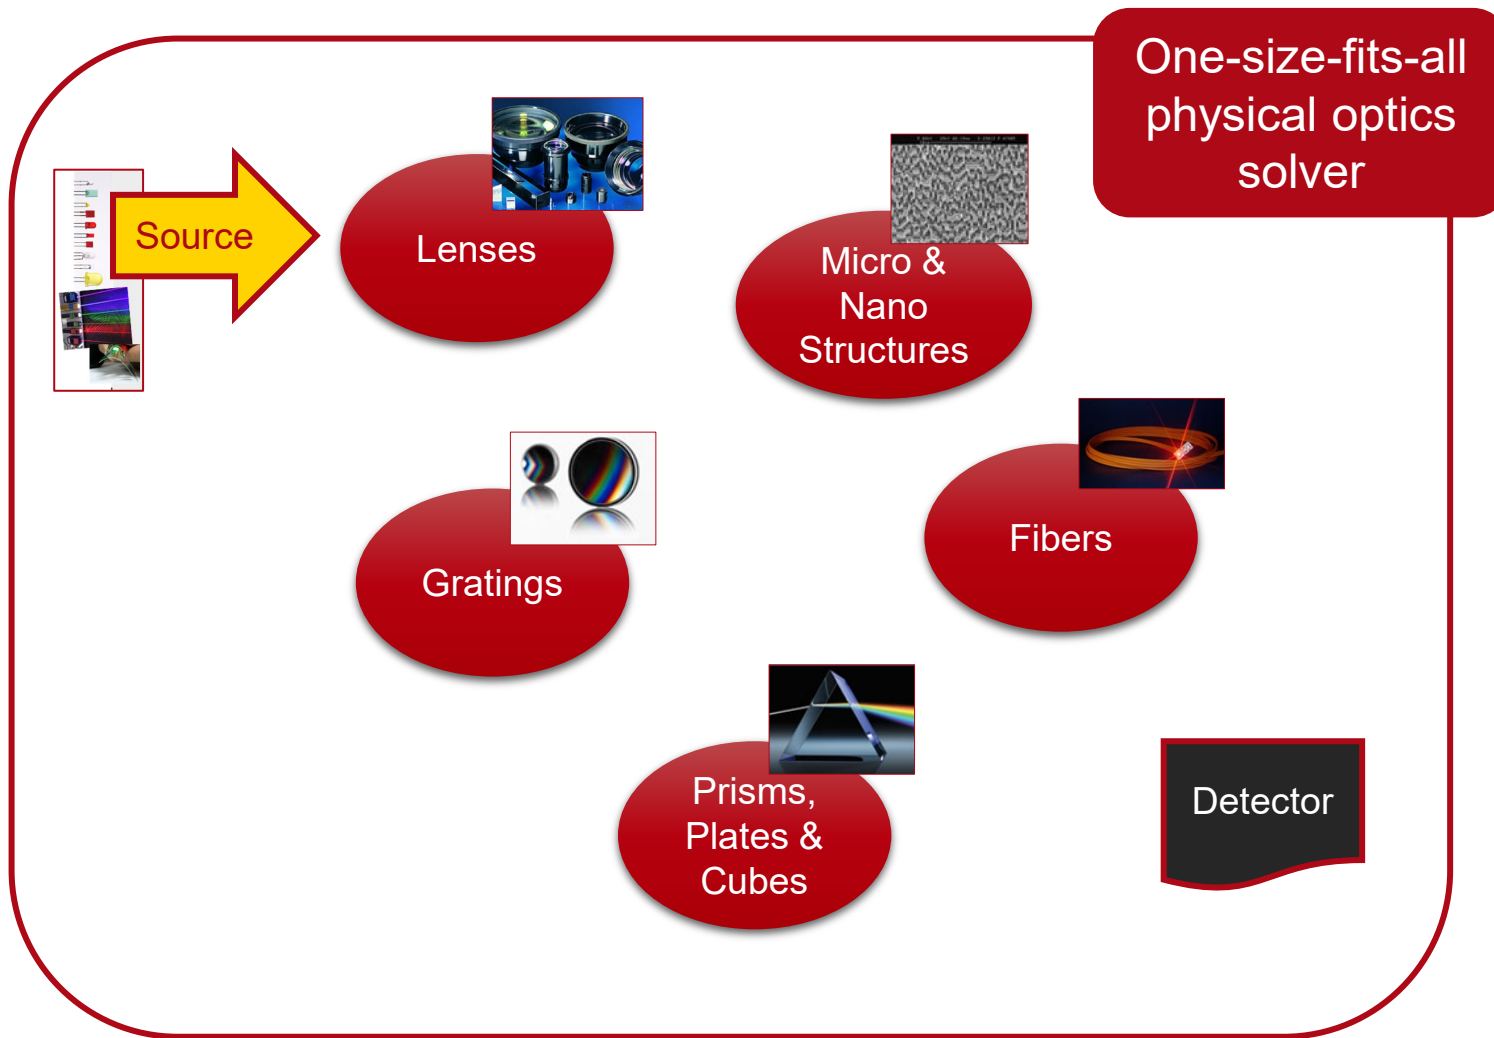 One-size-fits-all
physical optics
solver
Source
Lenses
Micro &
Nano
Structures
Fibers
Gratings
Prisms,
Plates &
Cubes
Detector